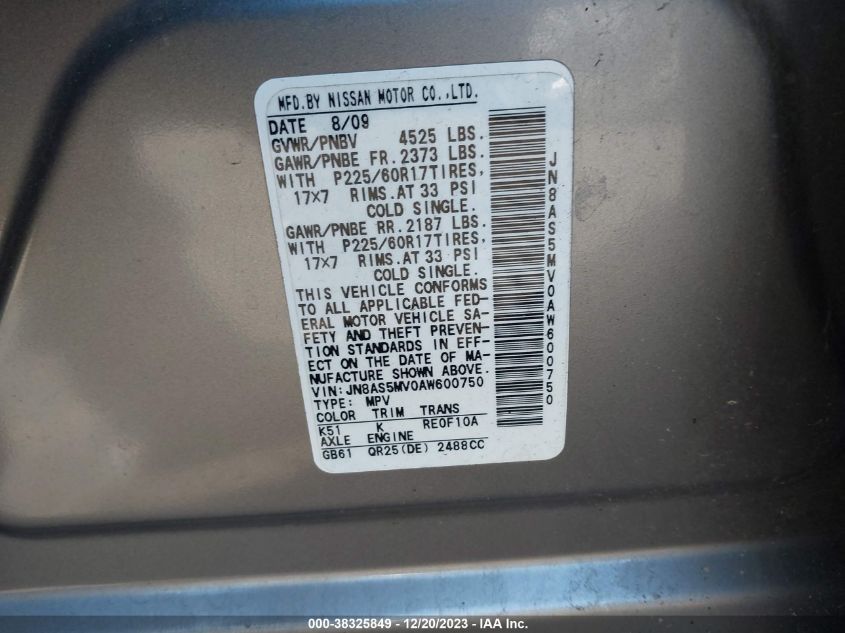 MFD.BY NISSAN MOTOR CO.,LTD.
DATE 8/09
GVWR/PNBV 4525 LBS.
GAWR/PNBE FR.2373 LBS.
WITH P225/60R17TIRES,
17x7 RIMS.AT 33 PSI
COLD SINGLE.
GAWR/PNBE RR.2187 LBS.
WITH P225/60R17TIRES,
17x7 RIMS.AT 33 PSI
COLD SINGLE.
THIS VEHICLE CONFORMS
TO ALL APPLICABLE FED-
ERAL MOTOR VEHICLE SA-
FETY AND THEFT PREVEN-
TION STANDARDS IN EFF-
ECT ON THE DATE OF MA-
NUFACTURE SHOWN ABOVE.
VIN:JN8AS5MV0AW600750
TYPE: MPV
COLOR TRIM TRANS
K51 K RE0F10A
AXLE ENGINE
GB61 QR25(DE) 2488CC
JN8AS5MV0AW600750
000-38325849 - 12/20/2023 - IAA Inc.